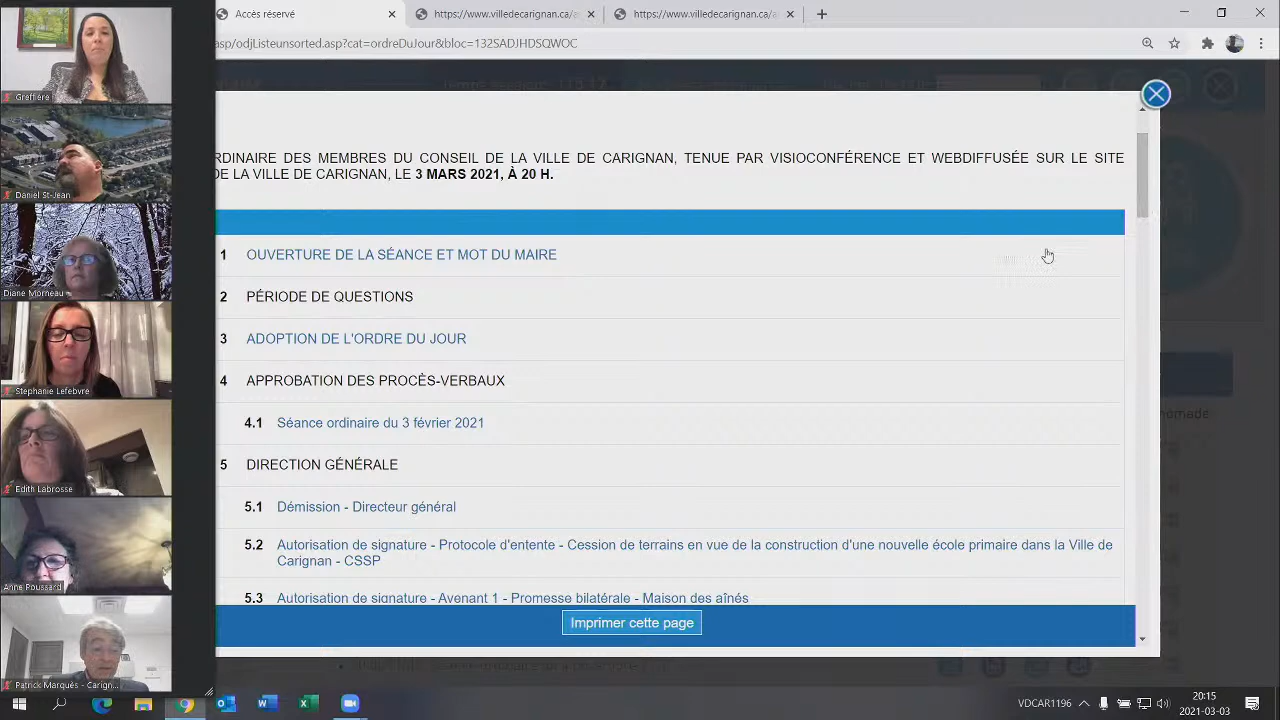 Accès réservé
https://www.villedecarignan.ca/
asp/odjListeunsorted.asp?cat=ordreDuJour&bac=1221ADJHD2QWOC
RDINAIRE DES MEMBRES DU CONSEIL DE LA VILLE DE CARIGNAN, TENUE PAR VISIOCONFÉRENCE ET WEBDIFFUSÉE SUR LE SITE
DE LA VILLE DE CARIGNAN, LE 3 MARS 2021, À 20 H.
1 OUVERTURE DE LA SÉANCE ET MOT DU MAIRE
2 PÉRIODE DE QUESTIONS
3 ADOPTION DE L'ORDRE DU JOUR
4 APPROBATION DES PROCÈS-VERBAUX
4.1 Séance ordinaire du 3 février 2021
5 DIRECTION GÉNÉRALE
5.1 Démission - Directeur général
5.2 Autorisation de signature - Protocole d'entente - Cession de terrains en vue de la construction d'une nouvelle école primaire dans la Ville de
Carignan - CSSP
5.3 Autorisation de signature - Avenant 1 - Promesse bilatérale - Maison des aînés
Imprimer cette page
Greffière
Daniel St-Jean
Diane Morneau
Stephanie Lefebvre
Edith Labrosse
Anne Poussard
Patrick Marquès - Carign...
VDCAR1196
20:15
2021-03-03